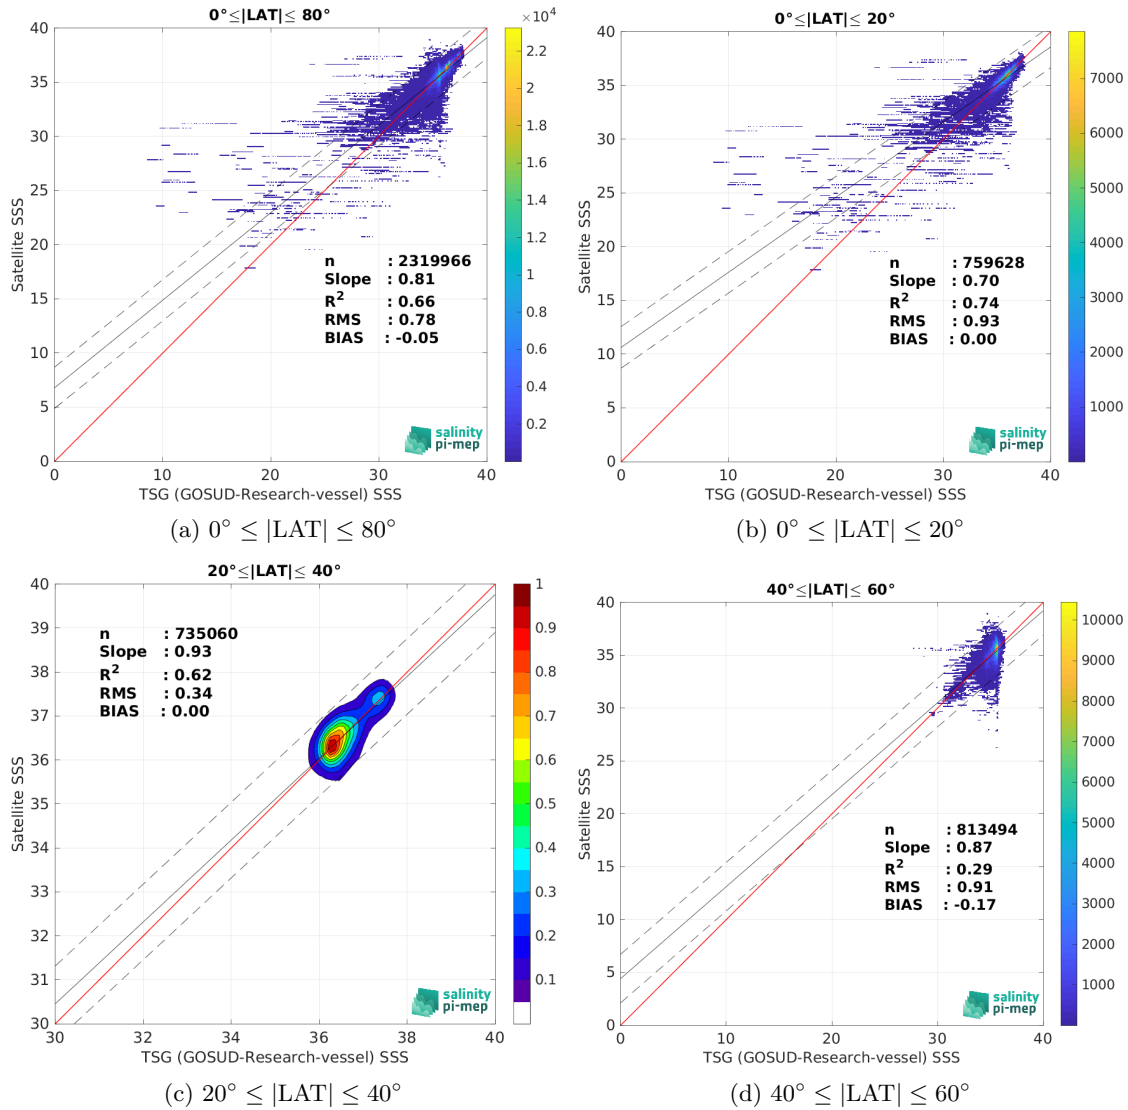 0°≤|LAT|≤ 80°
×10⁴
40
35
30
25
20
15
10
5
0
0 10 20 30 40
Satellite SSS
TSG (GOSUD-Research-vessel) SSS
n : 2319966
Slope : 0.81
R² : 0.66
RMS : 0.78
BIAS : -0.05
salinity
pi-mep
2.2
2
1.8
1.6
1.4
1.2
1
0.8
0.6
0.4
0.2
(a) 0° ≤ |LAT| ≤ 80°
0°≤|LAT|≤ 20°
40
35
30
25
20
15
10
5
0
0 10 20 30 40
Satellite SSS
TSG (GOSUD-Research-vessel) SSS
n : 759628
Slope : 0.70
R² : 0.74
RMS : 0.93
BIAS : 0.00
salinity
pi-mep
7000
6000
5000
4000
3000
2000
1000
(b) 0° ≤ |LAT| ≤ 20°
20°≤|LAT|≤ 40°
40
39
38
37
36
35
34
33
32
31
30
30 32 34 36 38 40
Satellite SSS
TSG (GOSUD-Research-vessel) SSS
n : 735060
Slope : 0.93
R² : 0.62
RMS : 0.34
BIAS : 0.00
salinity
pi-mep
1
0.9
0.8
0.7
0.6
0.5
0.4
0.3
0.2
0.1
(c) 20° ≤ |LAT| ≤ 40°
40°≤|LAT|≤ 60°
40
35
30
25
20
15
10
5
0
0 10 20 30 40
Satellite SSS
TSG (GOSUD-Research-vessel) SSS
n : 813494
Slope : 0.87
R² : 0.29
RMS : 0.91
BIAS : -0.17
salinity
pi-mep
10000
9000
8000
7000
6000
5000
4000
3000
2000
1000
(d) 40° ≤ |LAT| ≤ 60°